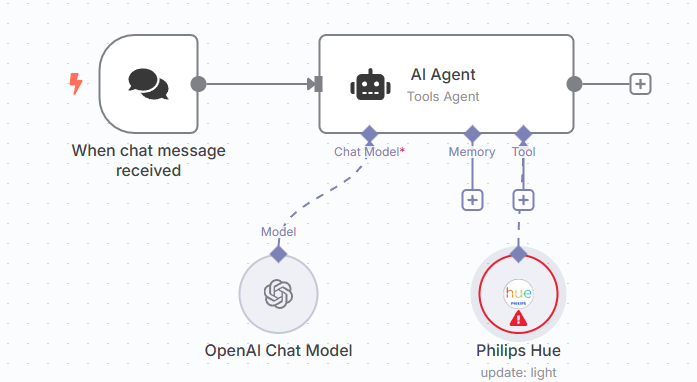 AI Agent
Tools Agent
When chat message
received
Chat Model*
Memory
Tool
Model
hue
PHILIPS
OpenAI Chat Model
Philips Hue
update: light